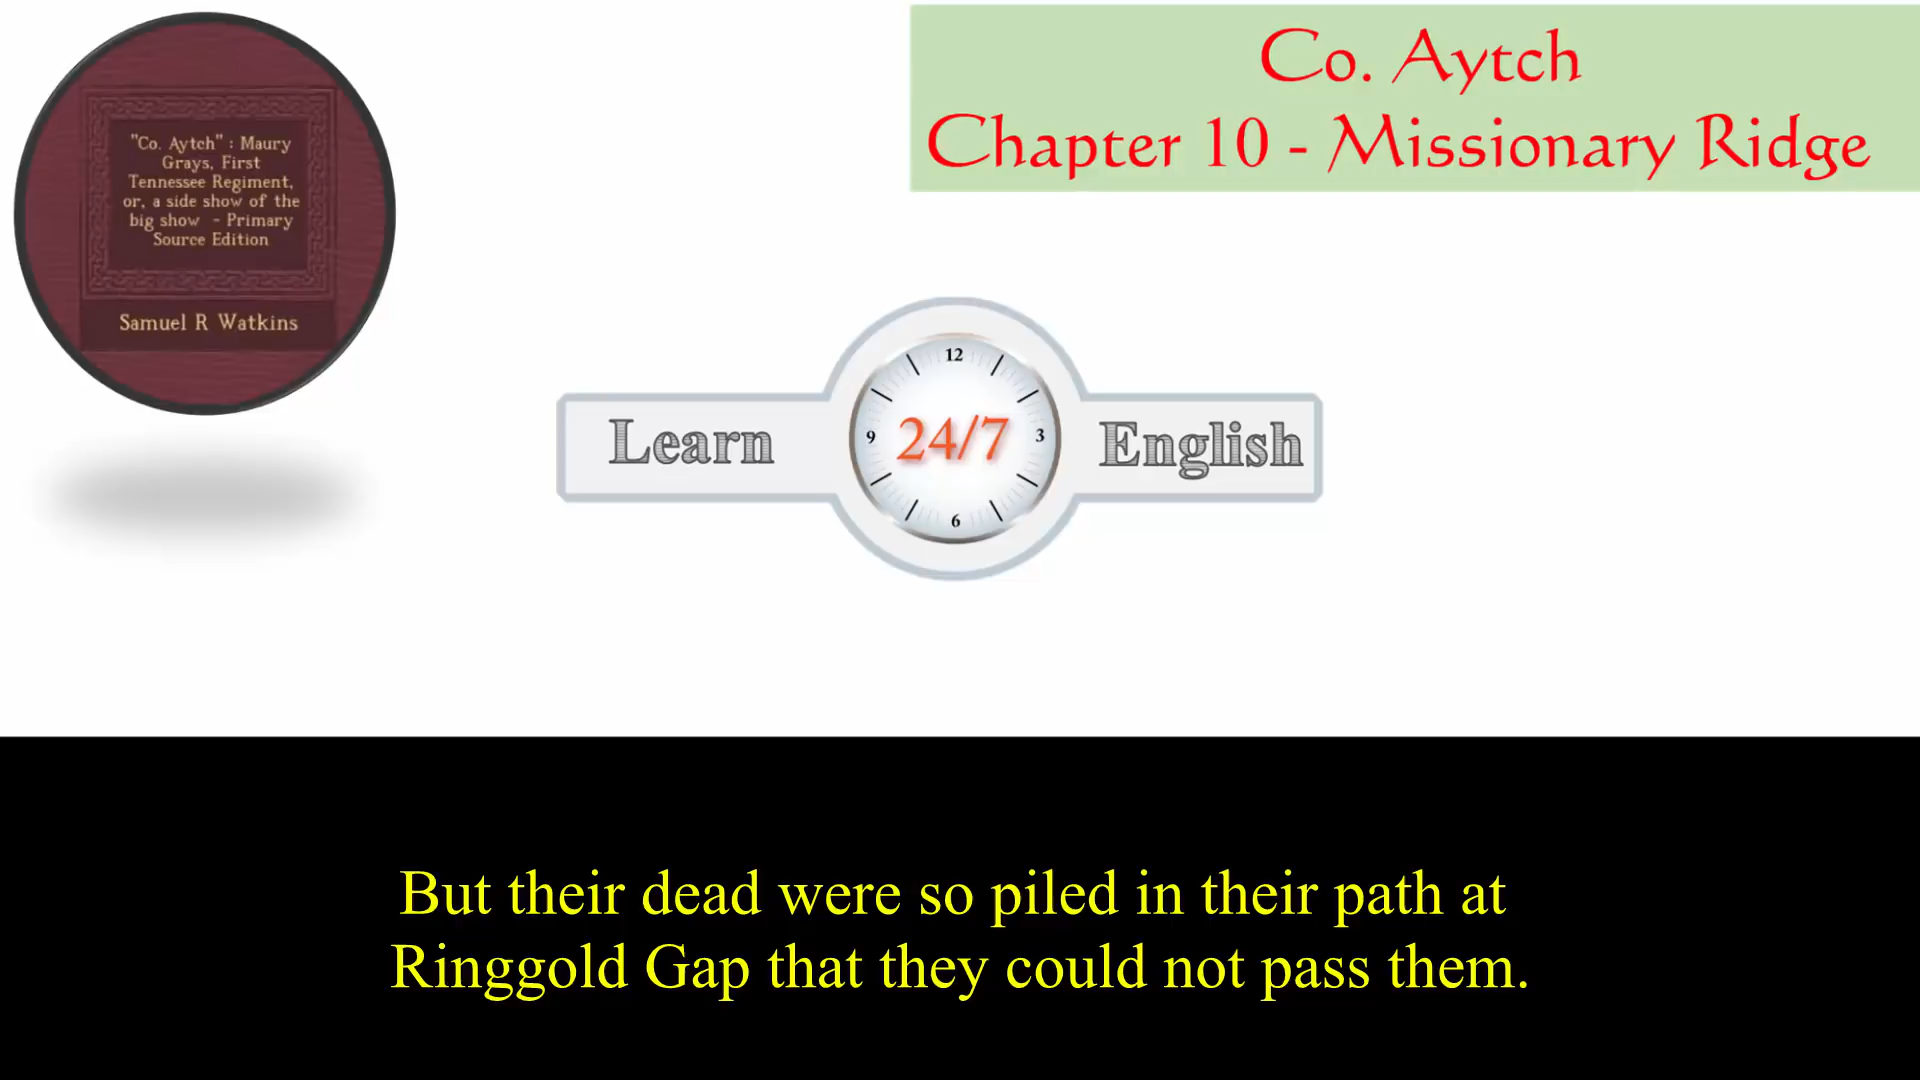 "Co. Aytch" : Maury
Grays, First
Tennessee Regiment,
or, a side show of the
big show - Primary
Source Edition
Samuel R Watkins
Co. Aytch
Chapter 10 - Missionary Ridge
Learn
12
9
24/7
3
6
English
But their dead were so piled in their path at
Ringgold Gap that they could not pass them.